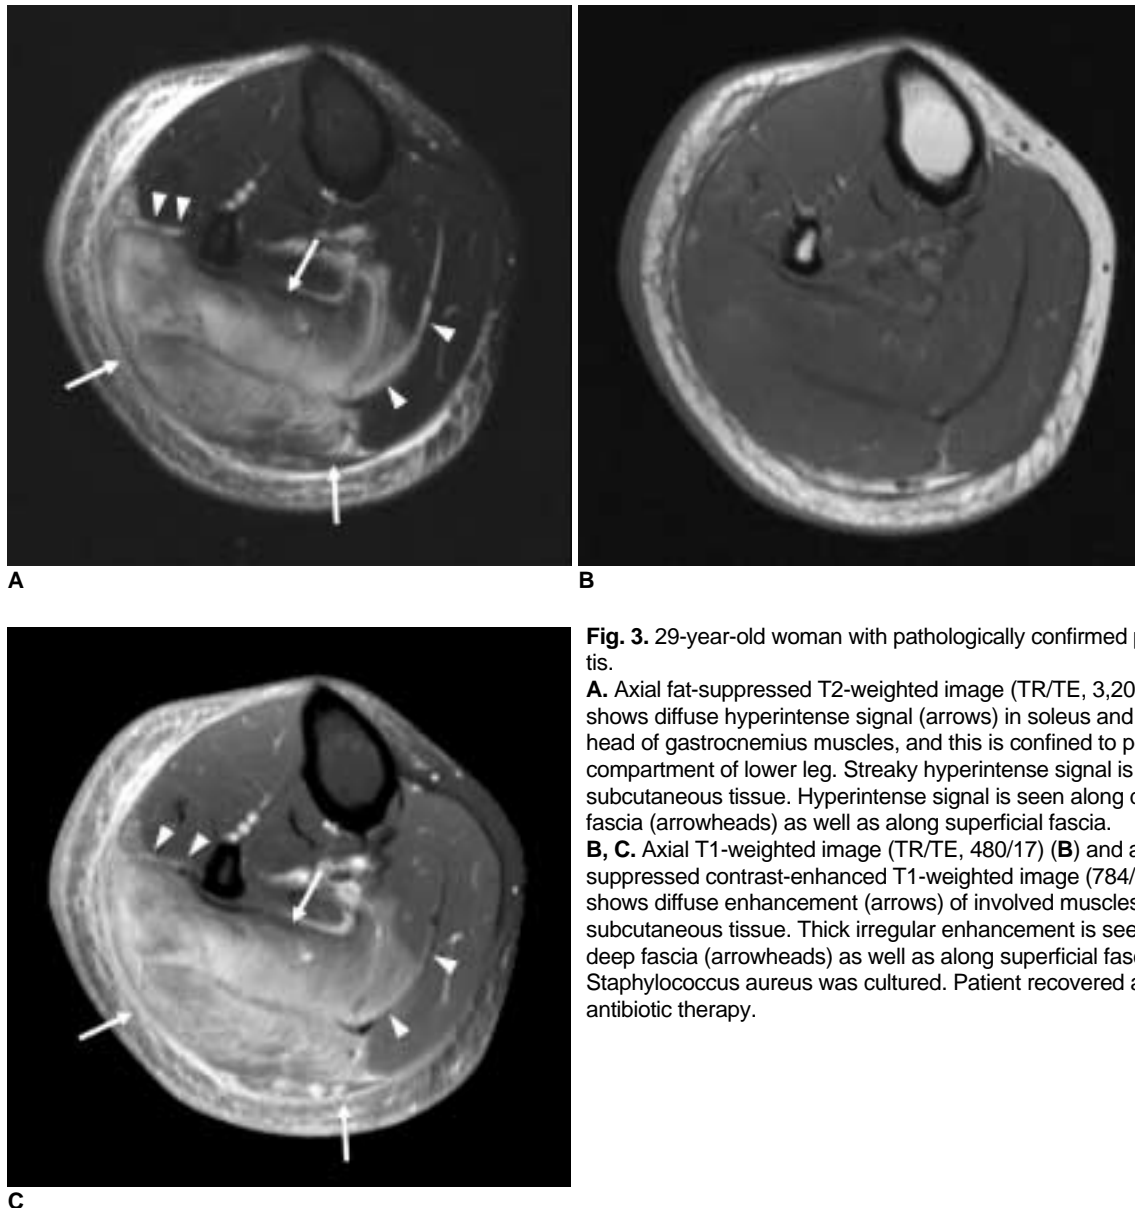 A
B
Fig. 3. 29-year-old woman with pathologically confirmed
tis.
A. Axial fat-suppressed T2-weighted image (TR/TE, 3,20
shows diffuse hyperintense signal (arrows) in soleus and
head of gastrocnemius muscles, and this is confined to p
compartment of lower leg. Streaky hyperintense signal is
subcutaneous tissue. Hyperintense signal is seen along
fascia (arrowheads) as well as along superficial fascia.
B, C. Axial T1-weighted image (TR/TE, 480/17) (B) and a
suppressed contrast-enhanced T1-weighted image (784/
shows diffuse enhancement (arrows) of involved muscles
subcutaneous tissue. Thick irregular enhancement is see
deep fascia (arrowheads) as well as along superficial fas
Staphylococcus aureus was cultured. Patient recovered a
antibiotic therapy.
C